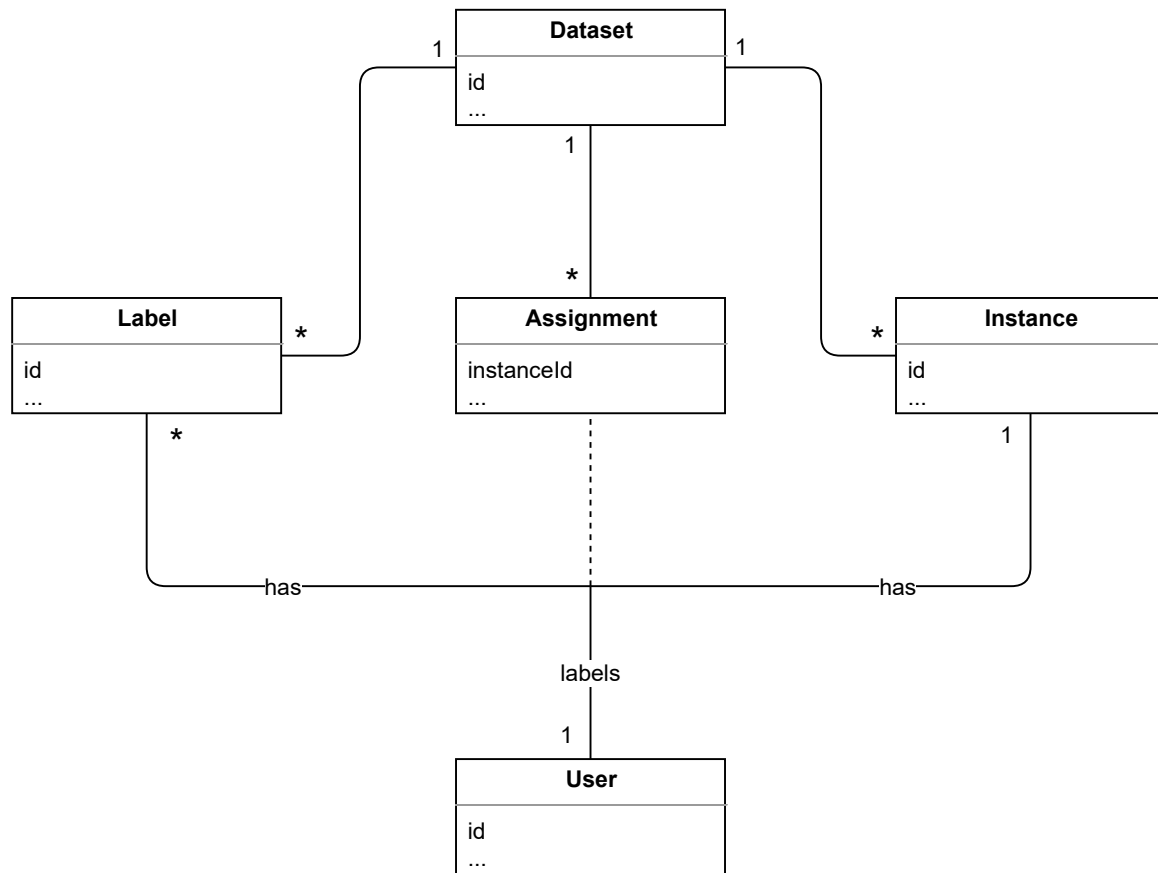 Dataset
1
1
id
...
1
*
Label
Assignment
Instance
*
*
id
instanceId
id
...
...
...
*
1
has
has
labels
1
User
id
...